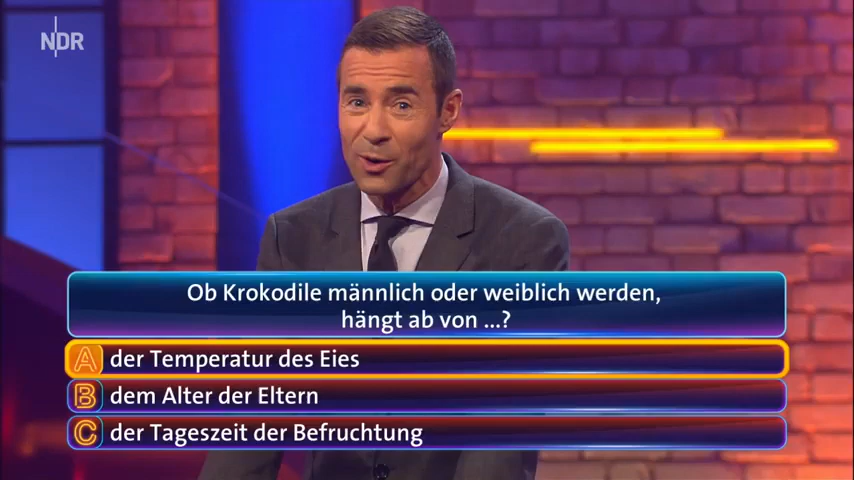 NDR
Ob Krokodile männlich oder weiblich werden,
hängt ab von ...?
A der Temperatur des Eies
B dem Alter der Eltern
C der Tageszeit der Befruchtung